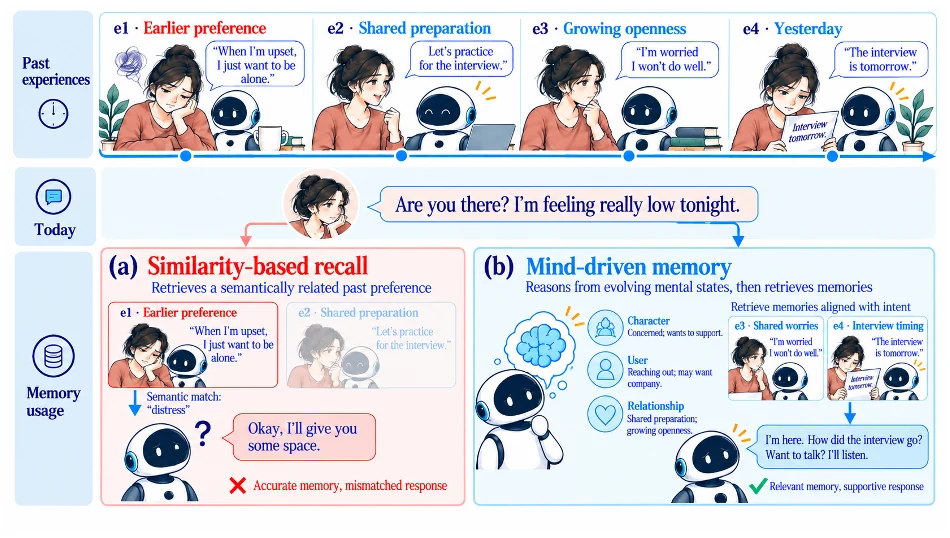 Past
experiences
e1 · Earlier preference
"When I'm upset,
I just want to be
alone."
e2 · Shared preparation
Let's practice
for the interview."
e3 · Growing openness
"I'm worried
I won't do well."
e4 · Yesterday
"The interview
is tomorrow."
Interview
tomorrow.
Today
Are you there? I'm feeling really low tonight.
Memory
usage
(a) Similarity-based recall
Retrieves a semantically related past preference
e1 · Earlier preference
"When I'm upset,
I just want to be
alone."
e2 · Shared preparation
"Let's practice
for the interview."
Semantic match:
"distress"
?
Okay, I'll give you
some space.
Accurate memory, mismatched response
(b) Mind-driven memory
Reasons from evolving mental states, then retrieves memories
Character
Concerned; wants to support.
User
Reaching out; may want
company.
Relationship
Shared preparation;
growing openness.
Retrieve memories aligned with intent
e3 · Shared worries
"I'm worried
I won't do well."
e4 · Interview timing
"The interview
is tomorrow."
Interview
tomorrow.
I'm here. How did the interview go?
Want to talk? I'll listen.
Relevant memory, supportive response